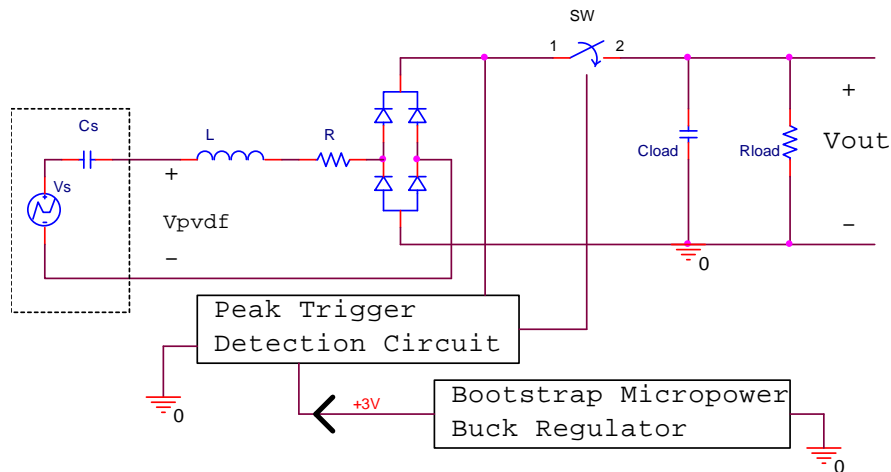 SW
1 2
Cs
L
R
+
Vs
+
Vpvdf
−
Cload
Rload
+
Vout
−
0
Peak Trigger
Detection Circuit
0
+3V
Bootstrap Micropower
Buck Regulator
0